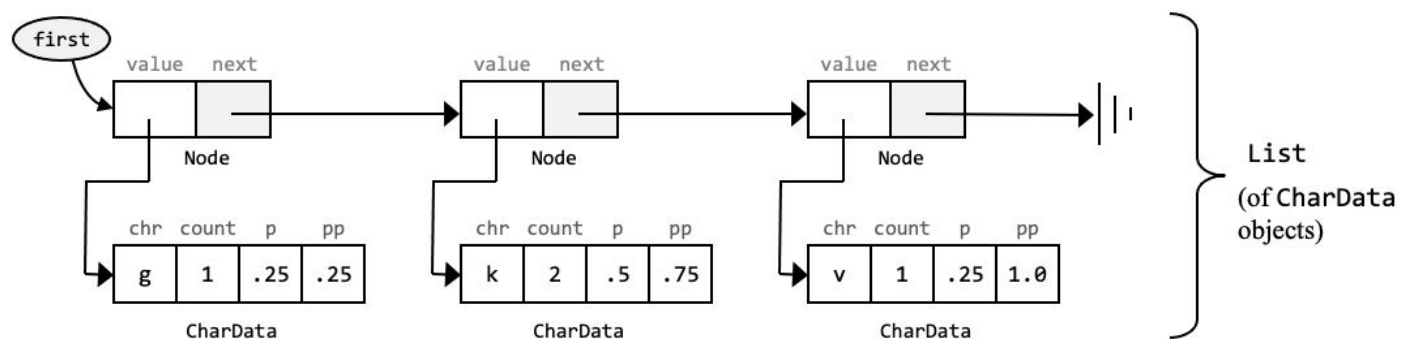 first
value next
value next
value next
Node
Node
Node
List
(of CharData
objects)
chr count p pp
chr count p pp
chr count p pp
g 1 .25 .25
k 2 .5 .75
v 1 .25 1.0
CharData
CharData
CharData